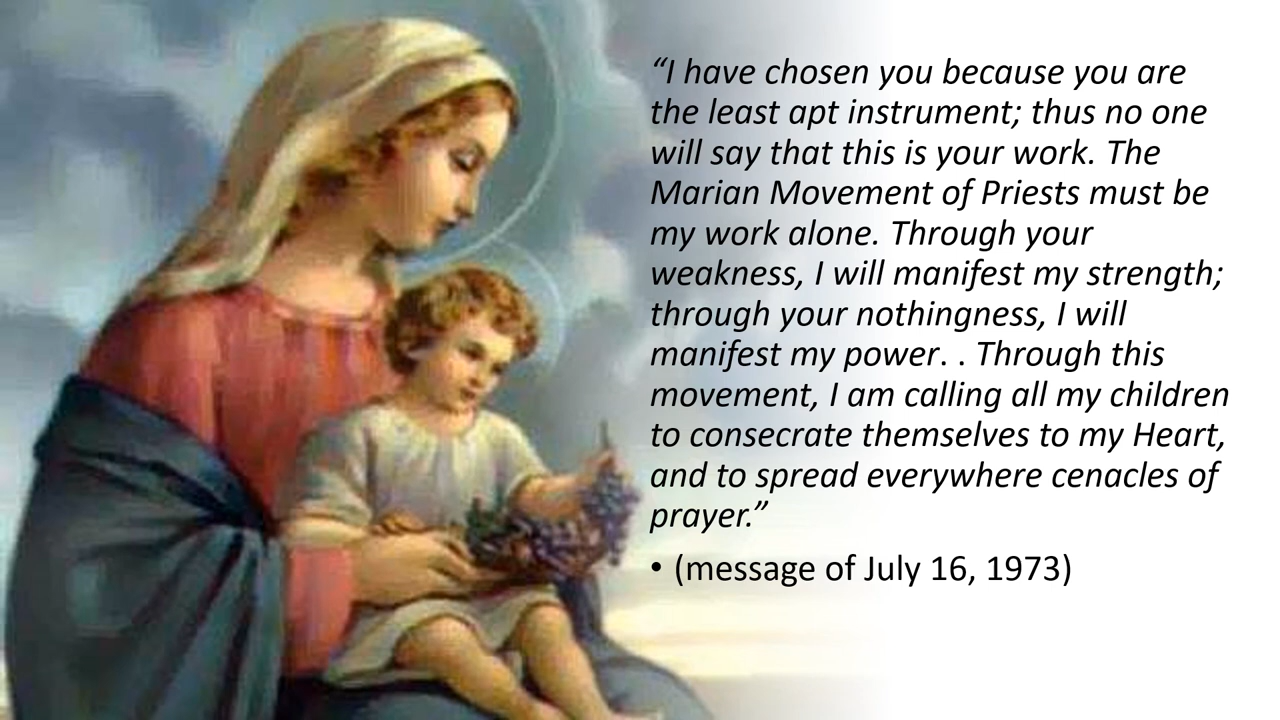 “I have chosen you because you are
the least apt instrument; thus no one
will say that this is your work. The
Marian Movement of Priests must be
my work alone. Through your
weakness, I will manifest my strength;
through your nothingness, I will
manifest my power. . Through this
movement, I am calling all my children
to consecrate themselves to my Heart,
and to spread everywhere cenacles of
prayer.”
• (message of July 16, 1973)